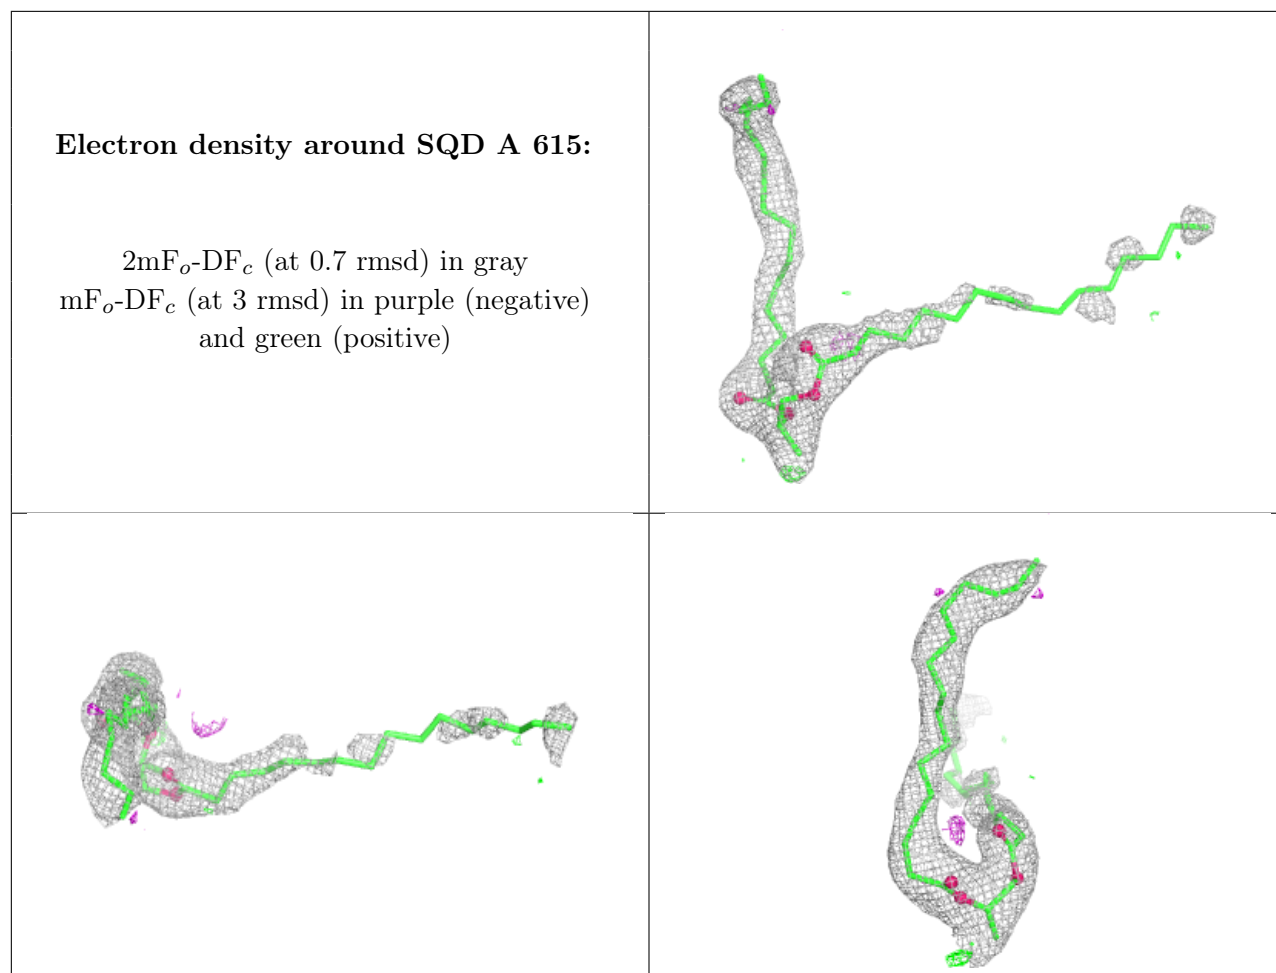 Electron density around SQD A 615:
2mFo-DFc (at 0.7 rmsd) in gray
mFo-DFc (at 3 rmsd) in purple (negative)
and green (positive)